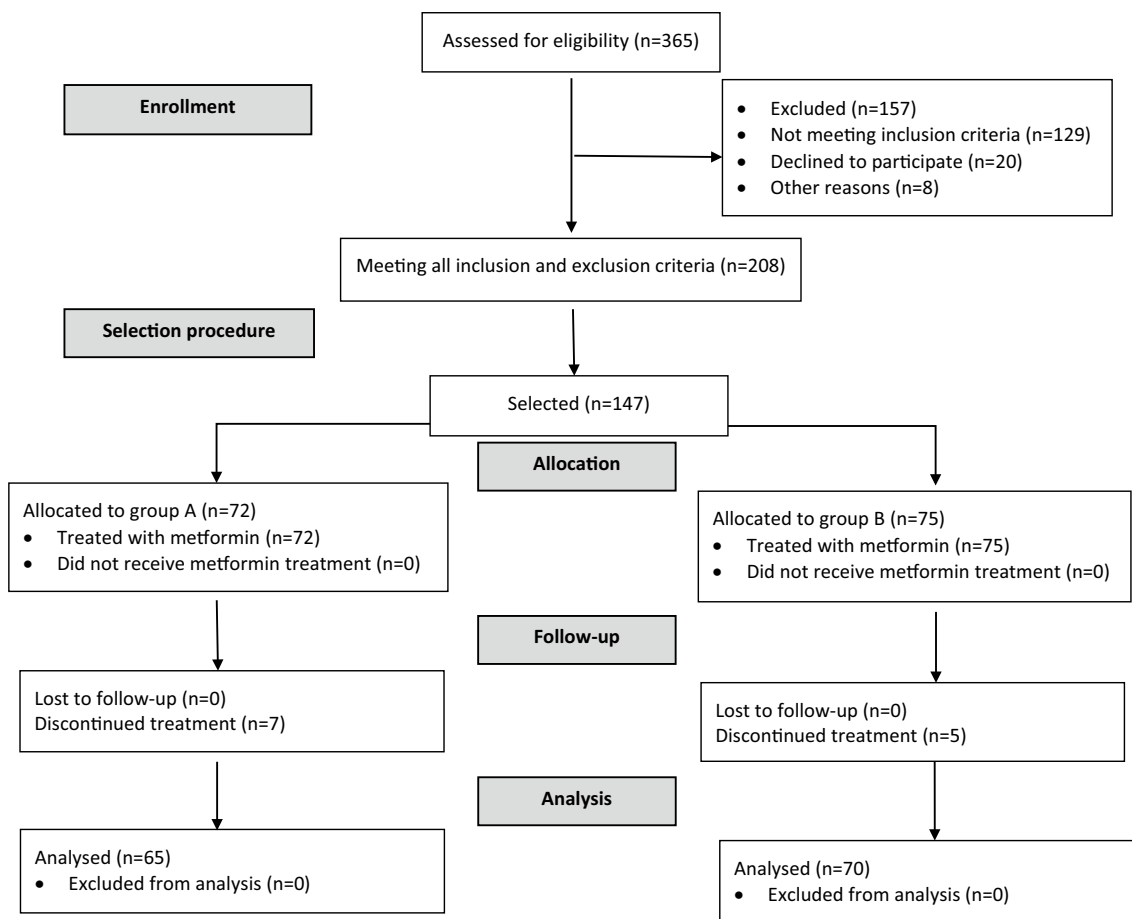 Assessed for eligibility (n=365)
Enrollment
• Excluded (n=157)
• Not meeting inclusion criteria (n=129)
• Declined to participate (n=20)
• Other reasons (n=8)
Meeting all inclusion and exclusion criteria (n=208)
Selection procedure
Selected (n=147)
Allocation
Allocated to group A (n=72)
• Treated with metformin (n=72)
• Did not receive metformin treatment (n=0)
Allocated to group B (n=75)
• Treated with metformin (n=75)
• Did not receive metformin treatment (n=0)
Follow-up
Lost to follow-up (n=0)
Discontinued treatment (n=7)
Lost to follow-up (n=0)
Discontinued treatment (n=5)
Analysis
Analysed (n=65)
• Excluded from analysis (n=0)
Analysed (n=70)
• Excluded from analysis (n=0)